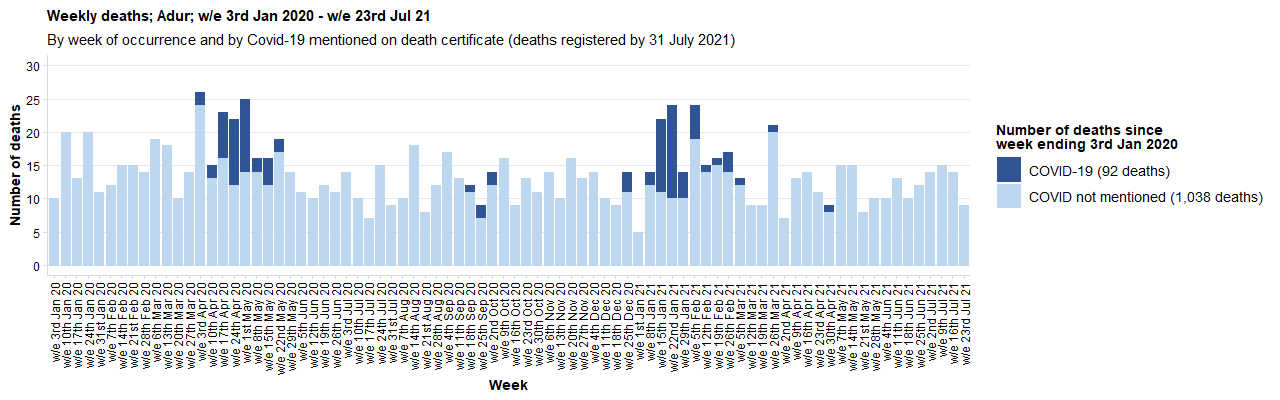 Weekly deaths; Adur; w/e 3rd Jan 2020 - w/e 23rd Jul 21
By week of occurrence and by Covid-19 mentioned on death certificate (deaths registered by 31 July 2021)
Number of deaths
30
25
20
15
10
5
0
w/e 3rd Jan 20
w/e 10th Jan 20
w/e 17th Jan 20
w/e 24th Jan 20
w/e 31st Jan 20
w/e 7th Feb 20
w/e 14th Feb 20
w/e 21st Feb 20
w/e 28th Feb 20
w/e 6th Mar 20
w/e 13th Mar 20
w/e 20th Mar 20
w/e 27th Mar 20
w/e 3rd Apr 20
w/e 10th Apr 20
w/e 17th Apr 20
w/e 24th Apr 20
w/e 1st May 20
w/e 8th May 20
w/e 15th May 20
w/e 22nd May 20
w/e 29th May 20
w/e 5th Jun 20
w/e 12th Jun 20
w/e 19th Jun 20
w/e 26th Jun 20
w/e 3rd Jul 20
w/e 10th Jul 20
w/e 17th Jul 20
w/e 24th Jul 20
w/e 31st Jul 20
w/e 7th Aug 20
w/e 14th Aug 20
w/e 21st Aug 20
w/e 28th Aug 20
w/e 4th Sep 20
w/e 11th Sep 20
w/e 18th Sep 20
w/e 25th Sep 20
w/e 2nd Oct 20
w/e 9th Oct 20
w/e 16th Oct 20
w/e 23rd Oct 20
w/e 30th Oct 20
w/e 6th Nov 20
w/e 13th Nov 20
w/e 20th Nov 20
w/e 27th Nov 20
w/e 4th Dec 20
w/e 11th Dec 20
w/e 18th Dec 20
w/e 25th Dec 20
w/e 1st Jan 21
w/e 8th Jan 21
w/e 15th Jan 21
w/e 22nd Jan 21
w/e 29th Jan 21
w/e 5th Feb 21
w/e 12th Feb 21
w/e 19th Feb 21
w/e 26th Feb 21
w/e 5th Mar 21
w/e 12th Mar 21
w/e 19th Mar 21
w/e 26th Mar 21
w/e 2nd Apr 21
w/e 9th Apr 21
w/e 16th Apr 21
w/e 23rd Apr 21
w/e 30th Apr 21
w/e 7th May 21
w/e 14th May 21
w/e 21st May 21
w/e 28th May 21
w/e 4th Jun 21
w/e 11th Jun 21
w/e 18th Jun 21
w/e 25th Jun 21
w/e 2nd Jul 21
w/e 9th Jul 21
w/e 16th Jul 21
w/e 23rd Jul 21
Week
Number of deaths since
week ending 3rd Jan 2020
COVID-19 (92 deaths)
COVID not mentioned (1,038 deaths)